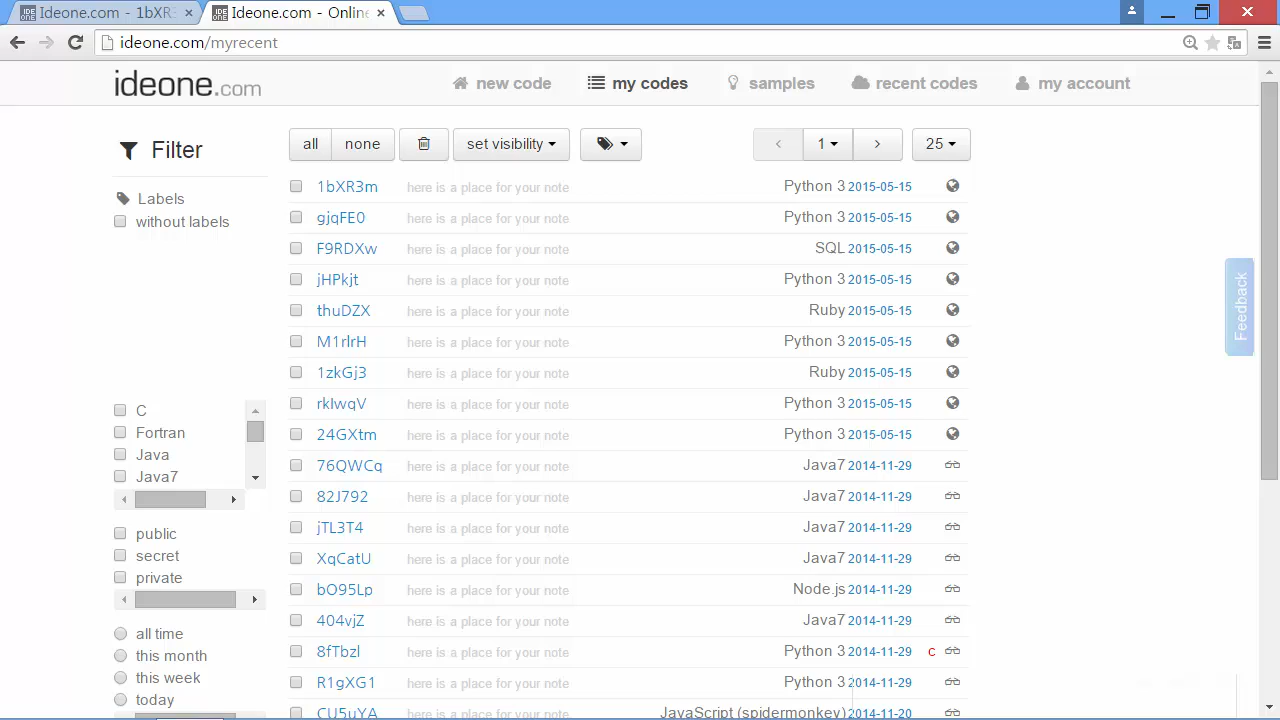 Ideone.com - 1bXR3
Ideone.com - Online
ideone.com/myrecent
ideone.com
new code
my codes
samples
recent codes
my account
Filter
all
none
set visibility
1
25
Labels
without labels
C
Fortran
Java
Java7
public
secret
private
all time
this month
this week
today
1bXR3m here is a place for your note Python 3 2015-05-15
gjqFE0 here is a place for your note Python 3 2015-05-15
F9RDXw here is a place for your note SQL 2015-05-15
jHPkjt here is a place for your note Python 3 2015-05-15
thuDZX here is a place for your note Ruby 2015-05-15
M1rlrH here is a place for your note Python 3 2015-05-15
1zkGj3 here is a place for your note Ruby 2015-05-15
rkIwqV here is a place for your note Python 3 2015-05-15
24GXtm here is a place for your note Python 3 2015-05-15
76QWCq here is a place for your note Java7 2014-11-29
82J792 here is a place for your note Java7 2014-11-29
jTL3T4 here is a place for your note Java7 2014-11-29
XqCatU here is a place for your note Java7 2014-11-29
bO95Lp here is a place for your note Node.js 2014-11-29
404vjZ here is a place for your note Java7 2014-11-29
8fTbzl here is a place for your note Python 3 2014-11-29 c
R1gXG1 here is a place for your note Python 3 2014-11-29
CU5uYA here is a place for your note JavaScript (spidermonkey) 2014-11-20
Feedback